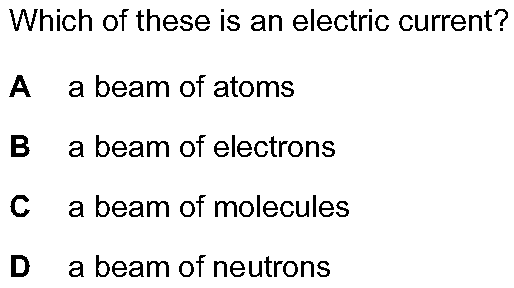 Which of these is an electric current?
A a beam of atoms
B a beam of electrons
C a beam of molecules
D a beam of neutrons